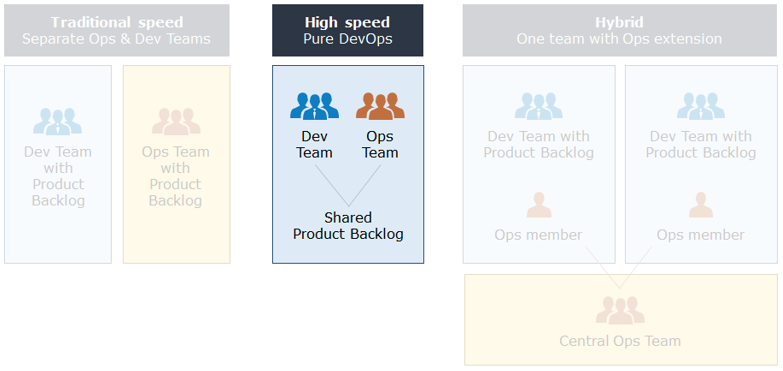 Traditional speed
Separate Ops & Dev Teams
Dev Team
with
Product
Backlog
Ops Team
with
Product
Backlog
High speed
Pure DevOps
Dev
Team
Ops
Team
Shared
Product Backlog
Hybrid
One team with Ops extension
Dev Team with
Product Backlog
Ops member
Dev Team with
Product Backlog
Ops member
Central Ops Team